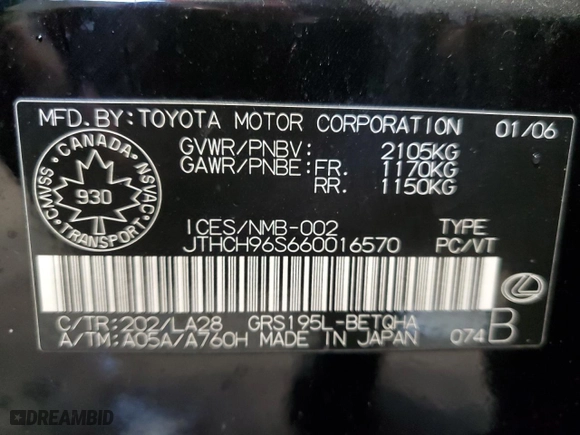 MFD.BY:TOYOTA MOTOR CORPORATION 01/06
GVWR/PNBV: 2105KG
GAWR/PNBE:FR. 1170KG
RR. 1150KG
CANADA
CMVSS 930 NSVAC
TRANSPORT
ICES/NMB-002 TYPE
JTHCH96S660016570 PC/VT
C/TR:202/LA28 GRS195L-BETQHA
A/TM:A05A/A760H MADE IN JAPAN 074 B
DREAMBID